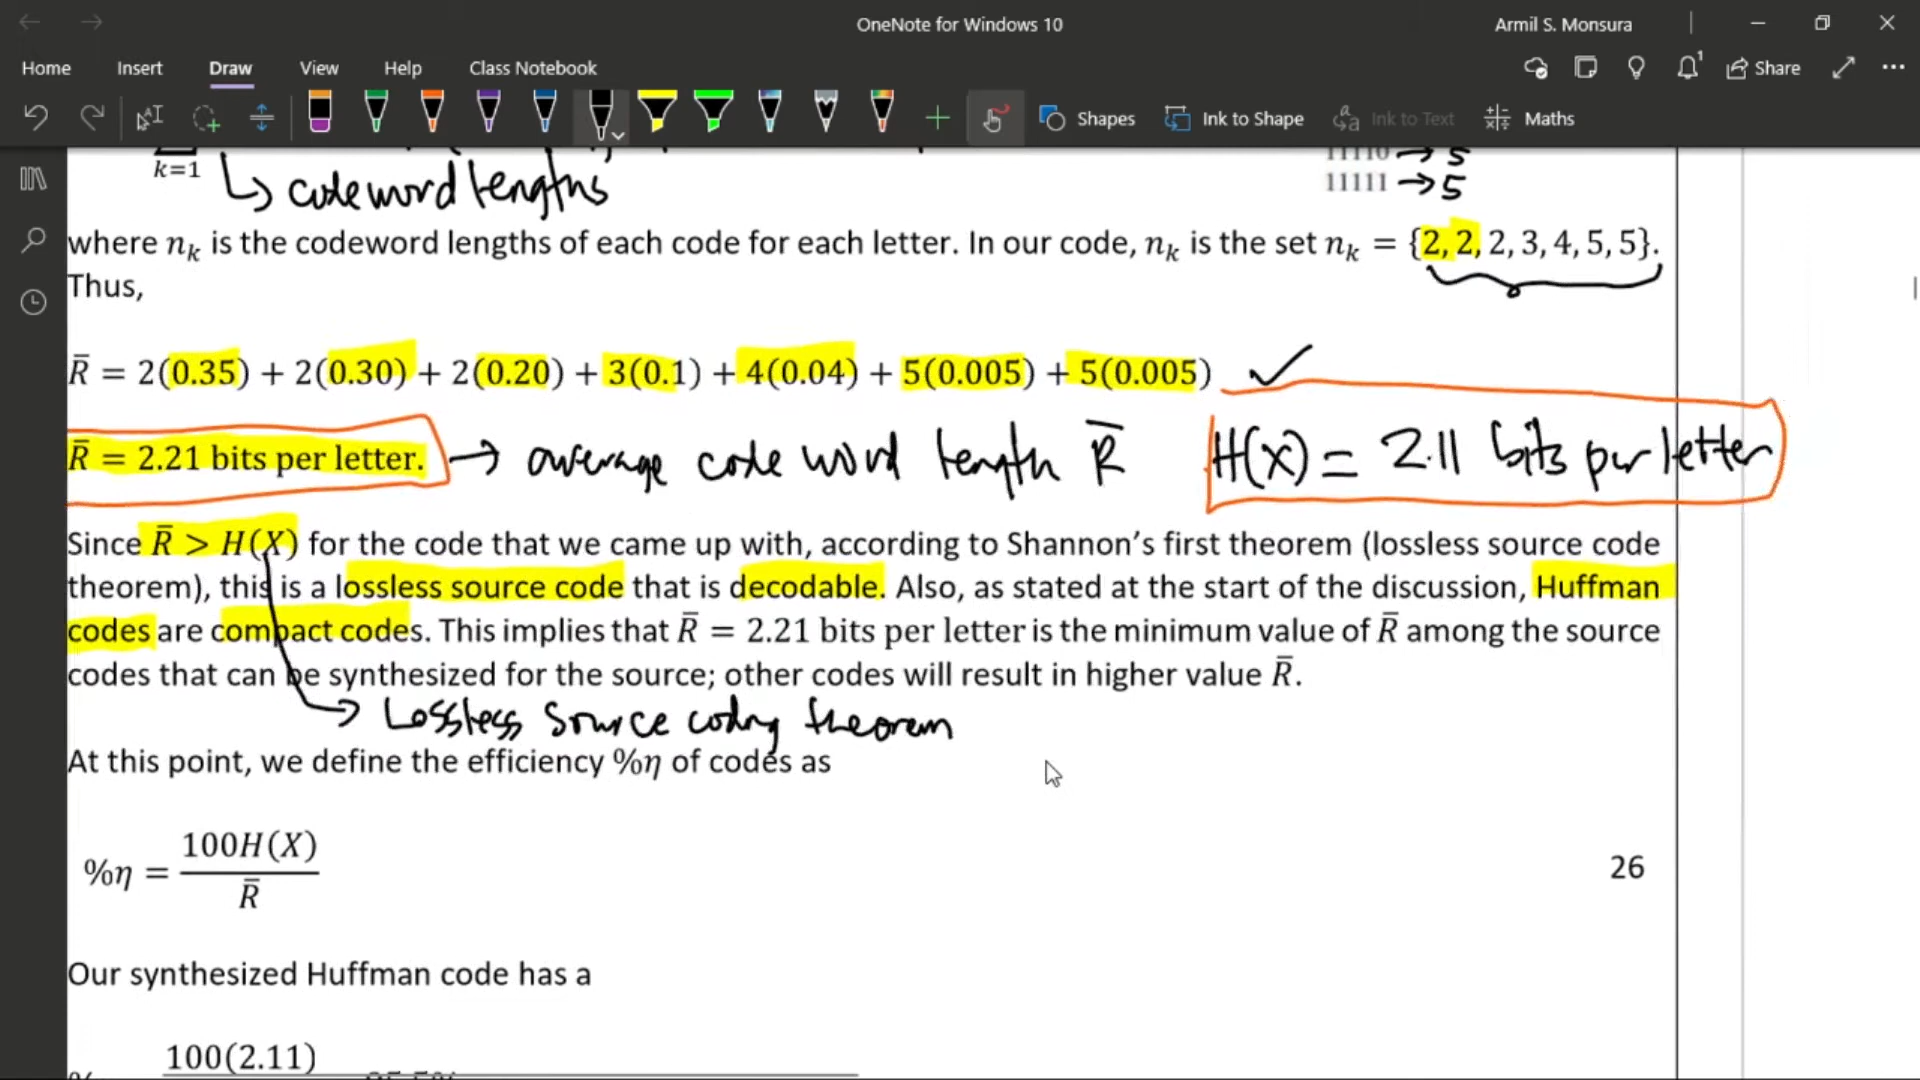 OneNote for Windows 10
Armil S. Monsura
Home Insert Draw View Help Class Notebook
1
Share
Shapes Ink to Shape Ink to Text Maths
k=1
↳ codeword lengths
11110 → 5
11111 → 5
where nₖ is the codeword lengths of each code for each letter. In our code, nₖ is the set nₖ = {2, 2, 2, 3, 4, 5, 5}.
Thus,
R̄ = 2(0.35) + 2(0.30) + 2(0.20) + 3(0.1) + 4(0.04) + 5(0.005) + 5(0.005) ✓
R̄ = 2.21 bits per letter. → average code word length R̄ H(X) = 2.11 bits per letter
Since R̄ > H(X) for the code that we came up with, according to Shannon's first theorem (lossless source code
theorem), this is a lossless source code that is decodable. Also, as stated at the start of the discussion, Huffman
codes are compact codes. This implies that R̄ = 2.21 bits per letter is the minimum value of R̄ among the source
codes that can be synthesized for the source; other codes will result in higher value R̄.
→ Lossless source coding theorem
At this point, we define the efficiency %η of codes as
%η = 100H(X) / R̄
26
Our synthesized Huffman code has a
100(2.11)